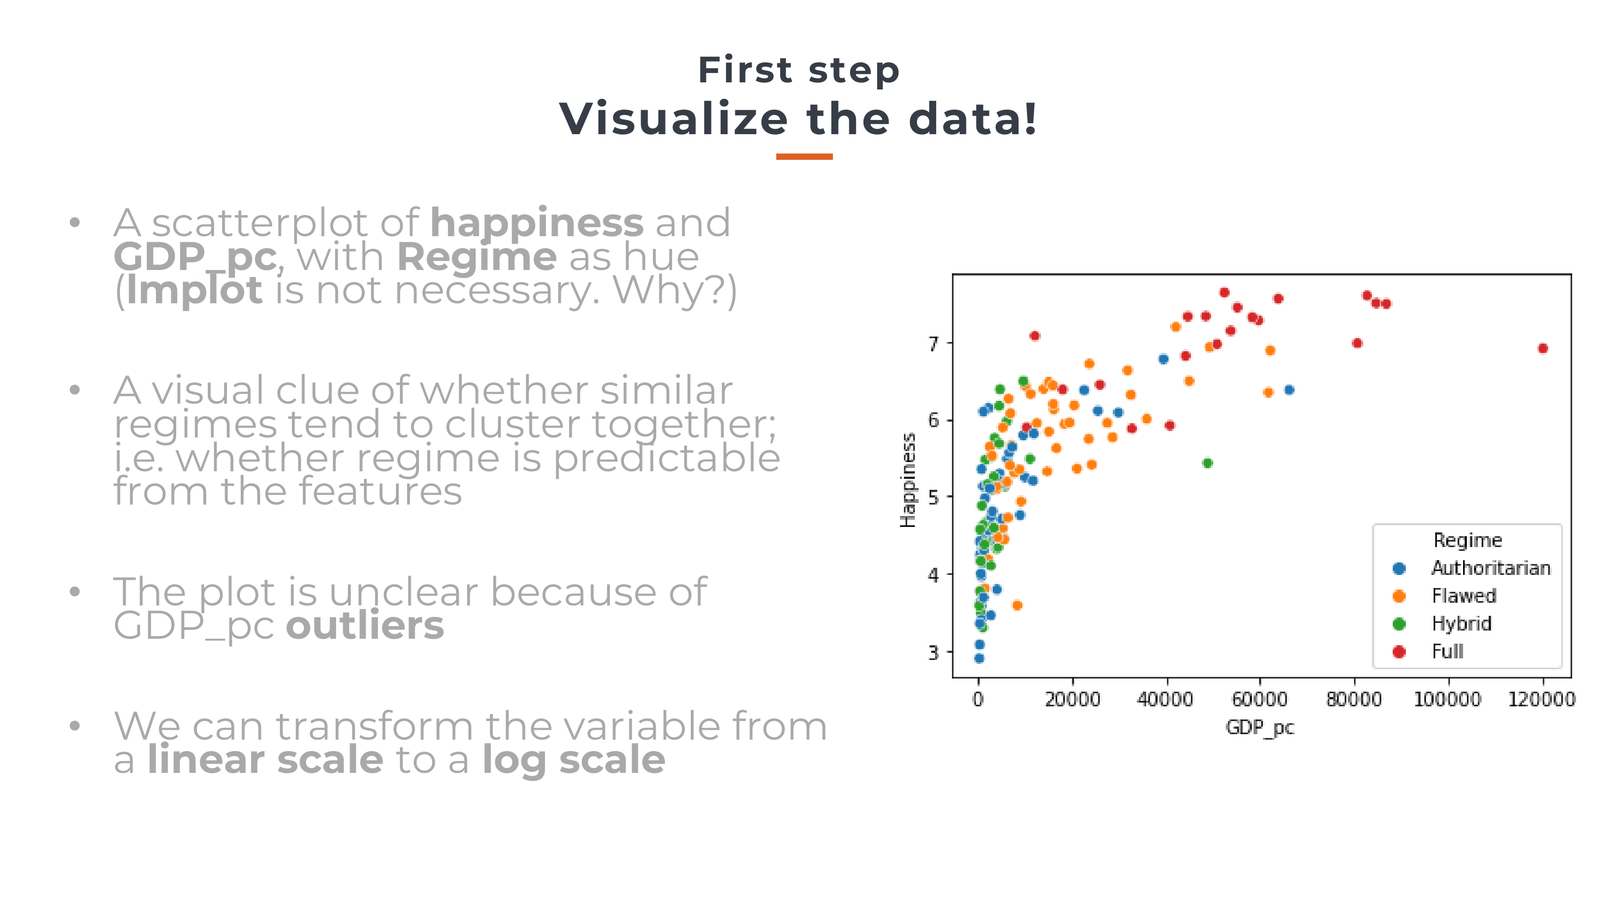 First step
Visualize the data!
• A scatterplot of happiness and
GDP_pc, with Regime as hue
(lmplot is not necessary. Why?)
• A visual clue of whether similar
regimes tend to cluster together;
i.e. whether regime is predictable
from the features
• The plot is unclear because of
GDP_pc outliers
• We can transform the variable from
a linear scale to a log scale
Happiness
7
6
5
4
3
Regime
Authoritarian
Flawed
Hybrid
Full
0 20000 40000 60000 80000 100000 120000
GDP_pc